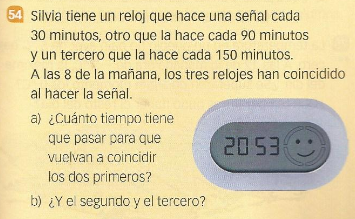 54 Silvia tiene un reloj que hace una señal cada
30 minutos, otro que la hace cada 90 minutos
y un tercero que la hace cada 150 minutos.
A las 8 de la mañana, los tres relojes han coincidido
al hacer la señal.
a) ¿Cuánto tiempo tiene
que pasar para que
vuelvan a coincidir
los dos primeros?
20 53
b) ¿Y el segundo y el tercero?